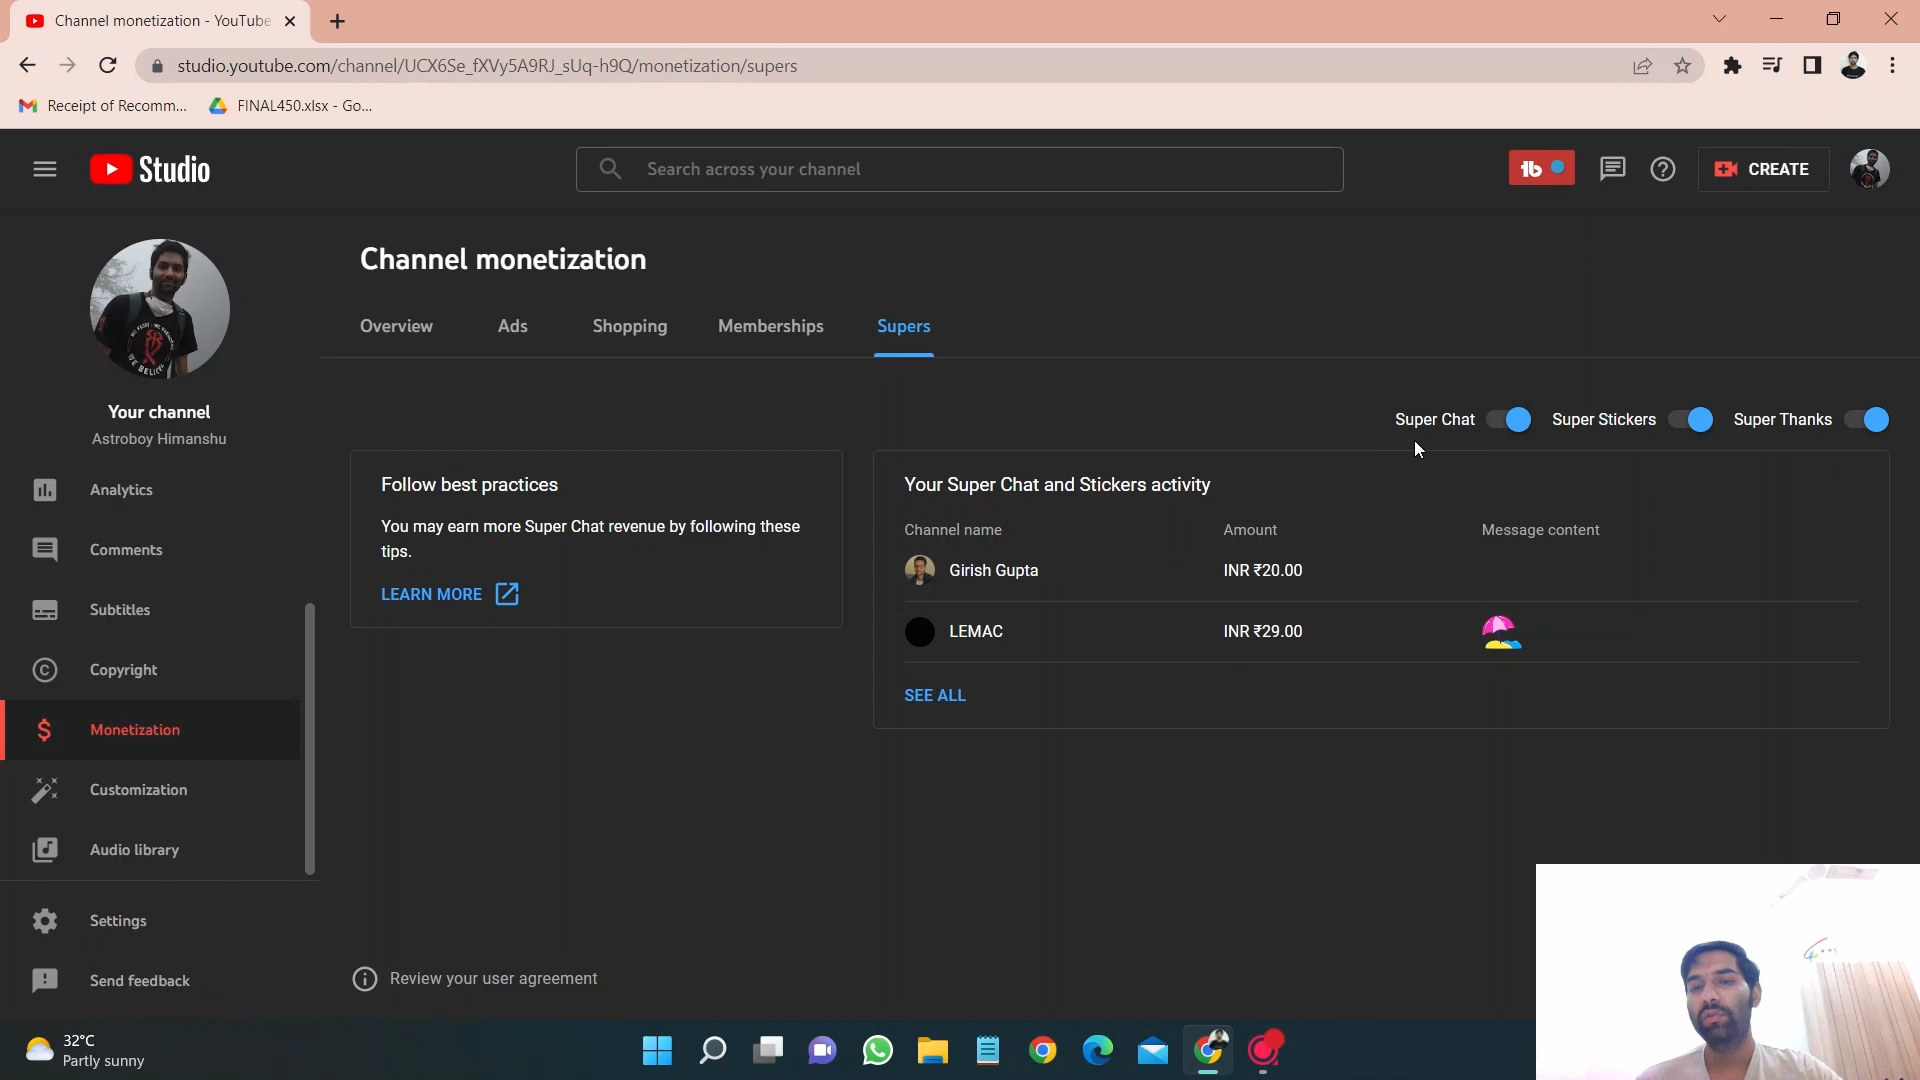 Channel monetization - YouTube
studio.youtube.com/channel/UCX6Se_fXVy5A9RJ_sUq-h9Q/monetization/supers
Receipt of Recomm... FINAL450.xlsx - Go...
Studio
Search across your channel
tb
CREATE
Channel monetization
Overview Ads Shopping Memberships Supers
Your channel
Astroboy Himanshu
Analytics
Comments
Subtitles
Copyright
Monetization
Customization
Audio library
Settings
Send feedback
Super Chat Super Stickers Super Thanks
Follow best practices
You may earn more Super Chat revenue by following these
tips.
LEARN MORE
Your Super Chat and Stickers activity
Channel name Amount Message content
Girish Gupta INR ₹20.00
LEMAC INR ₹29.00
SEE ALL
Review your user agreement
32°C
Partly sunny